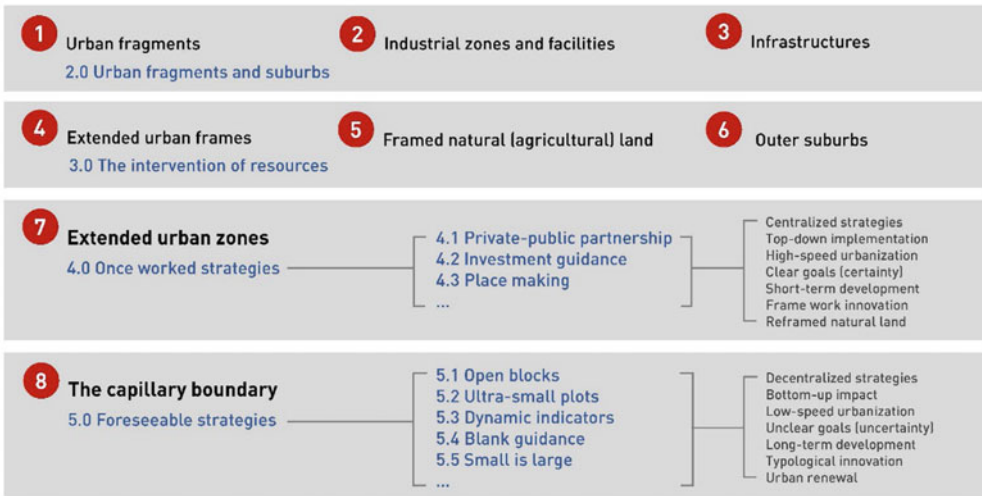 1
Urban fragments
2.0 Urban fragments and suburbs
2
Industrial zones and facilities
3
Infrastructures
4
Extended urban frames
3.0 The intervention of resources
5
Framed natural (agricultural) land
6
Outer suburbs
7
Extended urban zones
4.0 Once worked strategies
4.1 Private-public partnership
4.2 Investment guidance
4.3 Place making
...
Centralized strategies
Top-down implementation
High-speed urbanization
Clear goals (certainty)
Short-term development
Frame work innovation
Reframed natural land
8
The capillary boundary
5.0 Foreseeable strategies
5.1 Open blocks
5.2 Ultra-small plots
5.3 Dynamic indicators
5.4 Blank guidance
5.5 Small is large
...
Decentralized strategies
Bottom-up impact
Low-speed urbanization
Unclear goals (uncertainty)
Long-term development
Typological innovation
Urban renewal